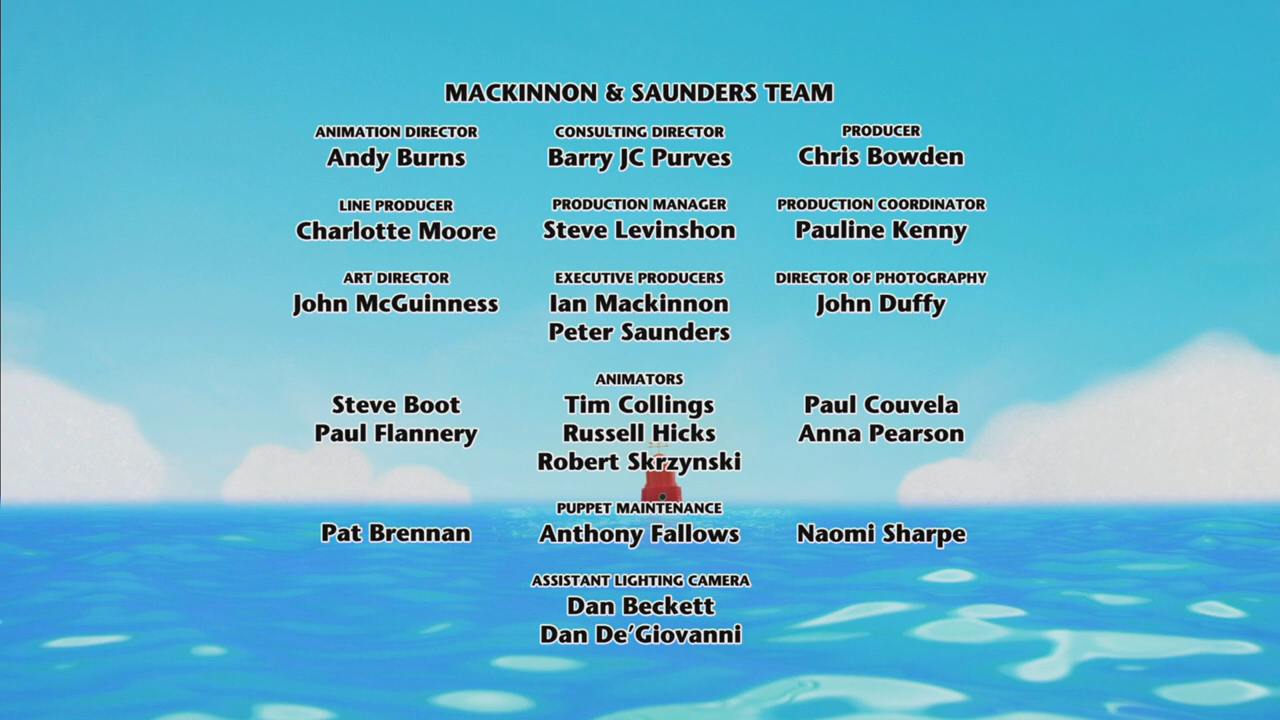 MACKINNON & SAUNDERS TEAM
ANIMATION DIRECTOR
Andy Burns
CONSULTING DIRECTOR
Barry JC Purves
PRODUCER
Chris Bowden
LINE PRODUCER
Charlotte Moore
PRODUCTION MANAGER
Steve Levinshon
PRODUCTION COORDINATOR
Pauline Kenny
ART DIRECTOR
John McGuinness
EXECUTIVE PRODUCERS
Ian Mackinnon
Peter Saunders
DIRECTOR OF PHOTOGRAPHY
John Duffy
ANIMATORS
Steve Boot
Tim Collings
Paul Couvela
Paul Flannery
Russell Hicks
Anna Pearson
Robert Skrzynski
PUPPET MAINTENANCE
Pat Brennan
Anthony Fallows
Naomi Sharpe
ASSISTANT LIGHTING CAMERA
Dan Beckett
Dan De’Giovanni